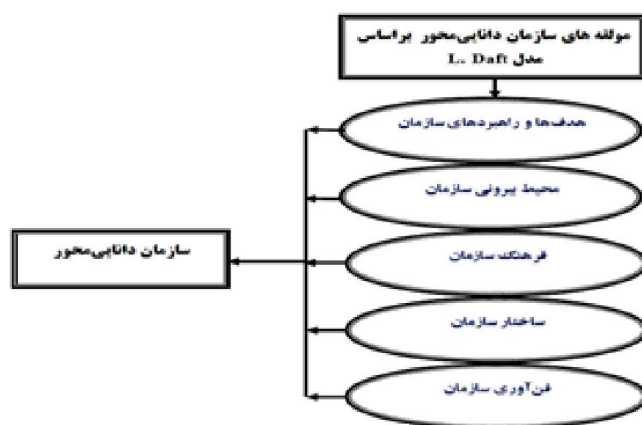 مولفه های سازمان دانایی‌محور براساس
مدل L. Daft
هدف‌ها و راهبردهای سازمان
محیط بیرونی سازمان
فرهنگ سازمان
سازمان دانایی‌محور
ساختار سازمان
فن‌آوری سازمان